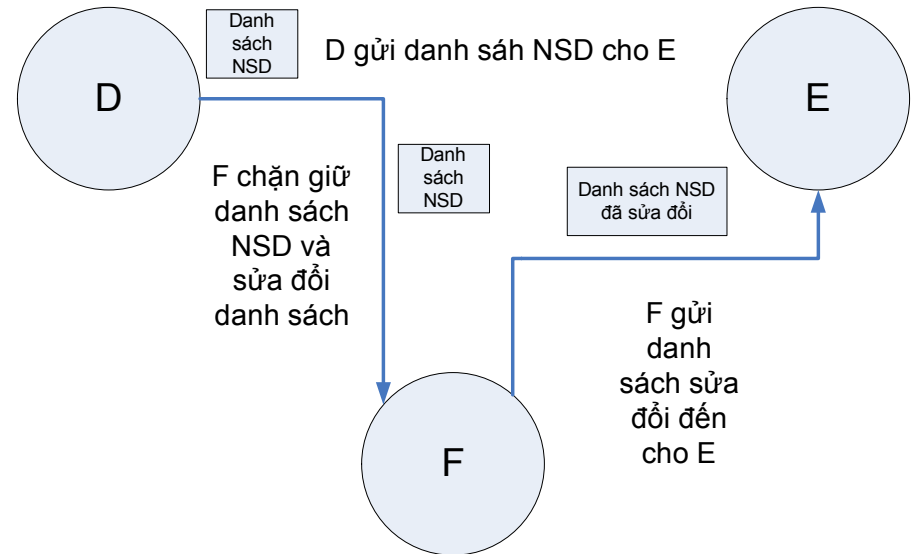 Danh
sách
NSD
D gửi danh sáh NSD cho E
D
E
F chặn giữ
danh sách
NSD và
sửa đổi
danh sách
Danh
sách
NSD
Danh sách NSD
đã sửa đổi
F gửi
danh
sách sửa
đổi đến
cho E
F